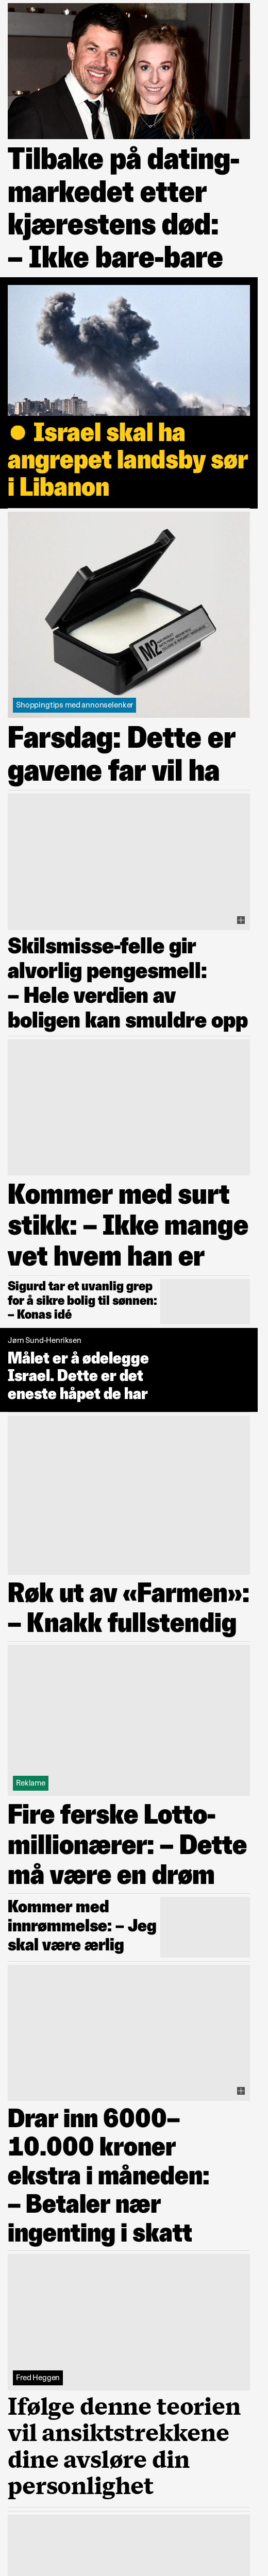 Tilbake på dating-
markedet etter
kjærestens død:
– Ikke bare-bare
● Israel skal ha
angrepet landsby sør
i Libanon
M2
Shoppingtips med annonselenker
Farsdag: Dette er
gavene far vil ha
Skilsmisse-felle gir
alvorlig pengesmell:
– Hele verdien av
boligen kan smuldre opp
Kommer med surt
stikk: – Ikke mange
vet hvem han er
Sigurd tar et uvanlig grep
for å sikre bolig til sønnen:
– Konas idé
Jørn Sund-Henriksen
Målet er å ødelegge
Israel. Dette er det
eneste håpet de har
Røk ut av «Farmen»:
– Knakk fullstendig
Reklame
Fire ferske Lotto-
millionærer: – Dette
må være en drøm
Kommer med
innrømmelse: – Jeg
skal være ærlig
Drar inn 6000–
10.000 kroner
ekstra i måneden:
– Betaler nær
ingenting i skatt
Fred Heggen
Ifølge denne teorien
vil ansiktstrekkene
dine avsløre din
personlighet